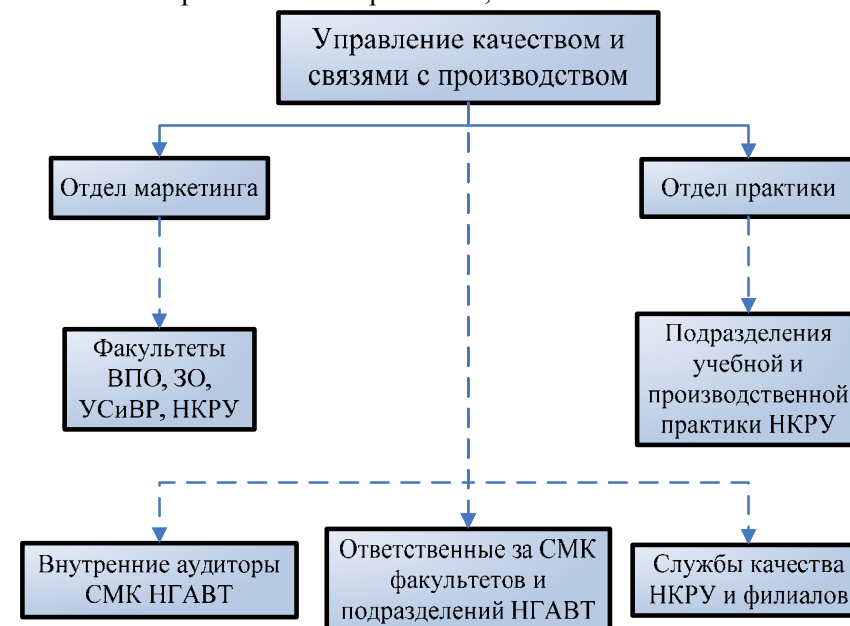 Управление качеством и
связями с производством
Отдел маркетинга
Отдел практики
Факультеты
ВПО, ЗО,
УСиВР, НКРУ
Подразделения
учебной и
производственной
практики НКРУ
Внутренние аудиторы
СМК НГАВТ
Ответственные за СМК
факультетов и
подразделений НГАВТ
Службы качества
НКРУ и филиалов